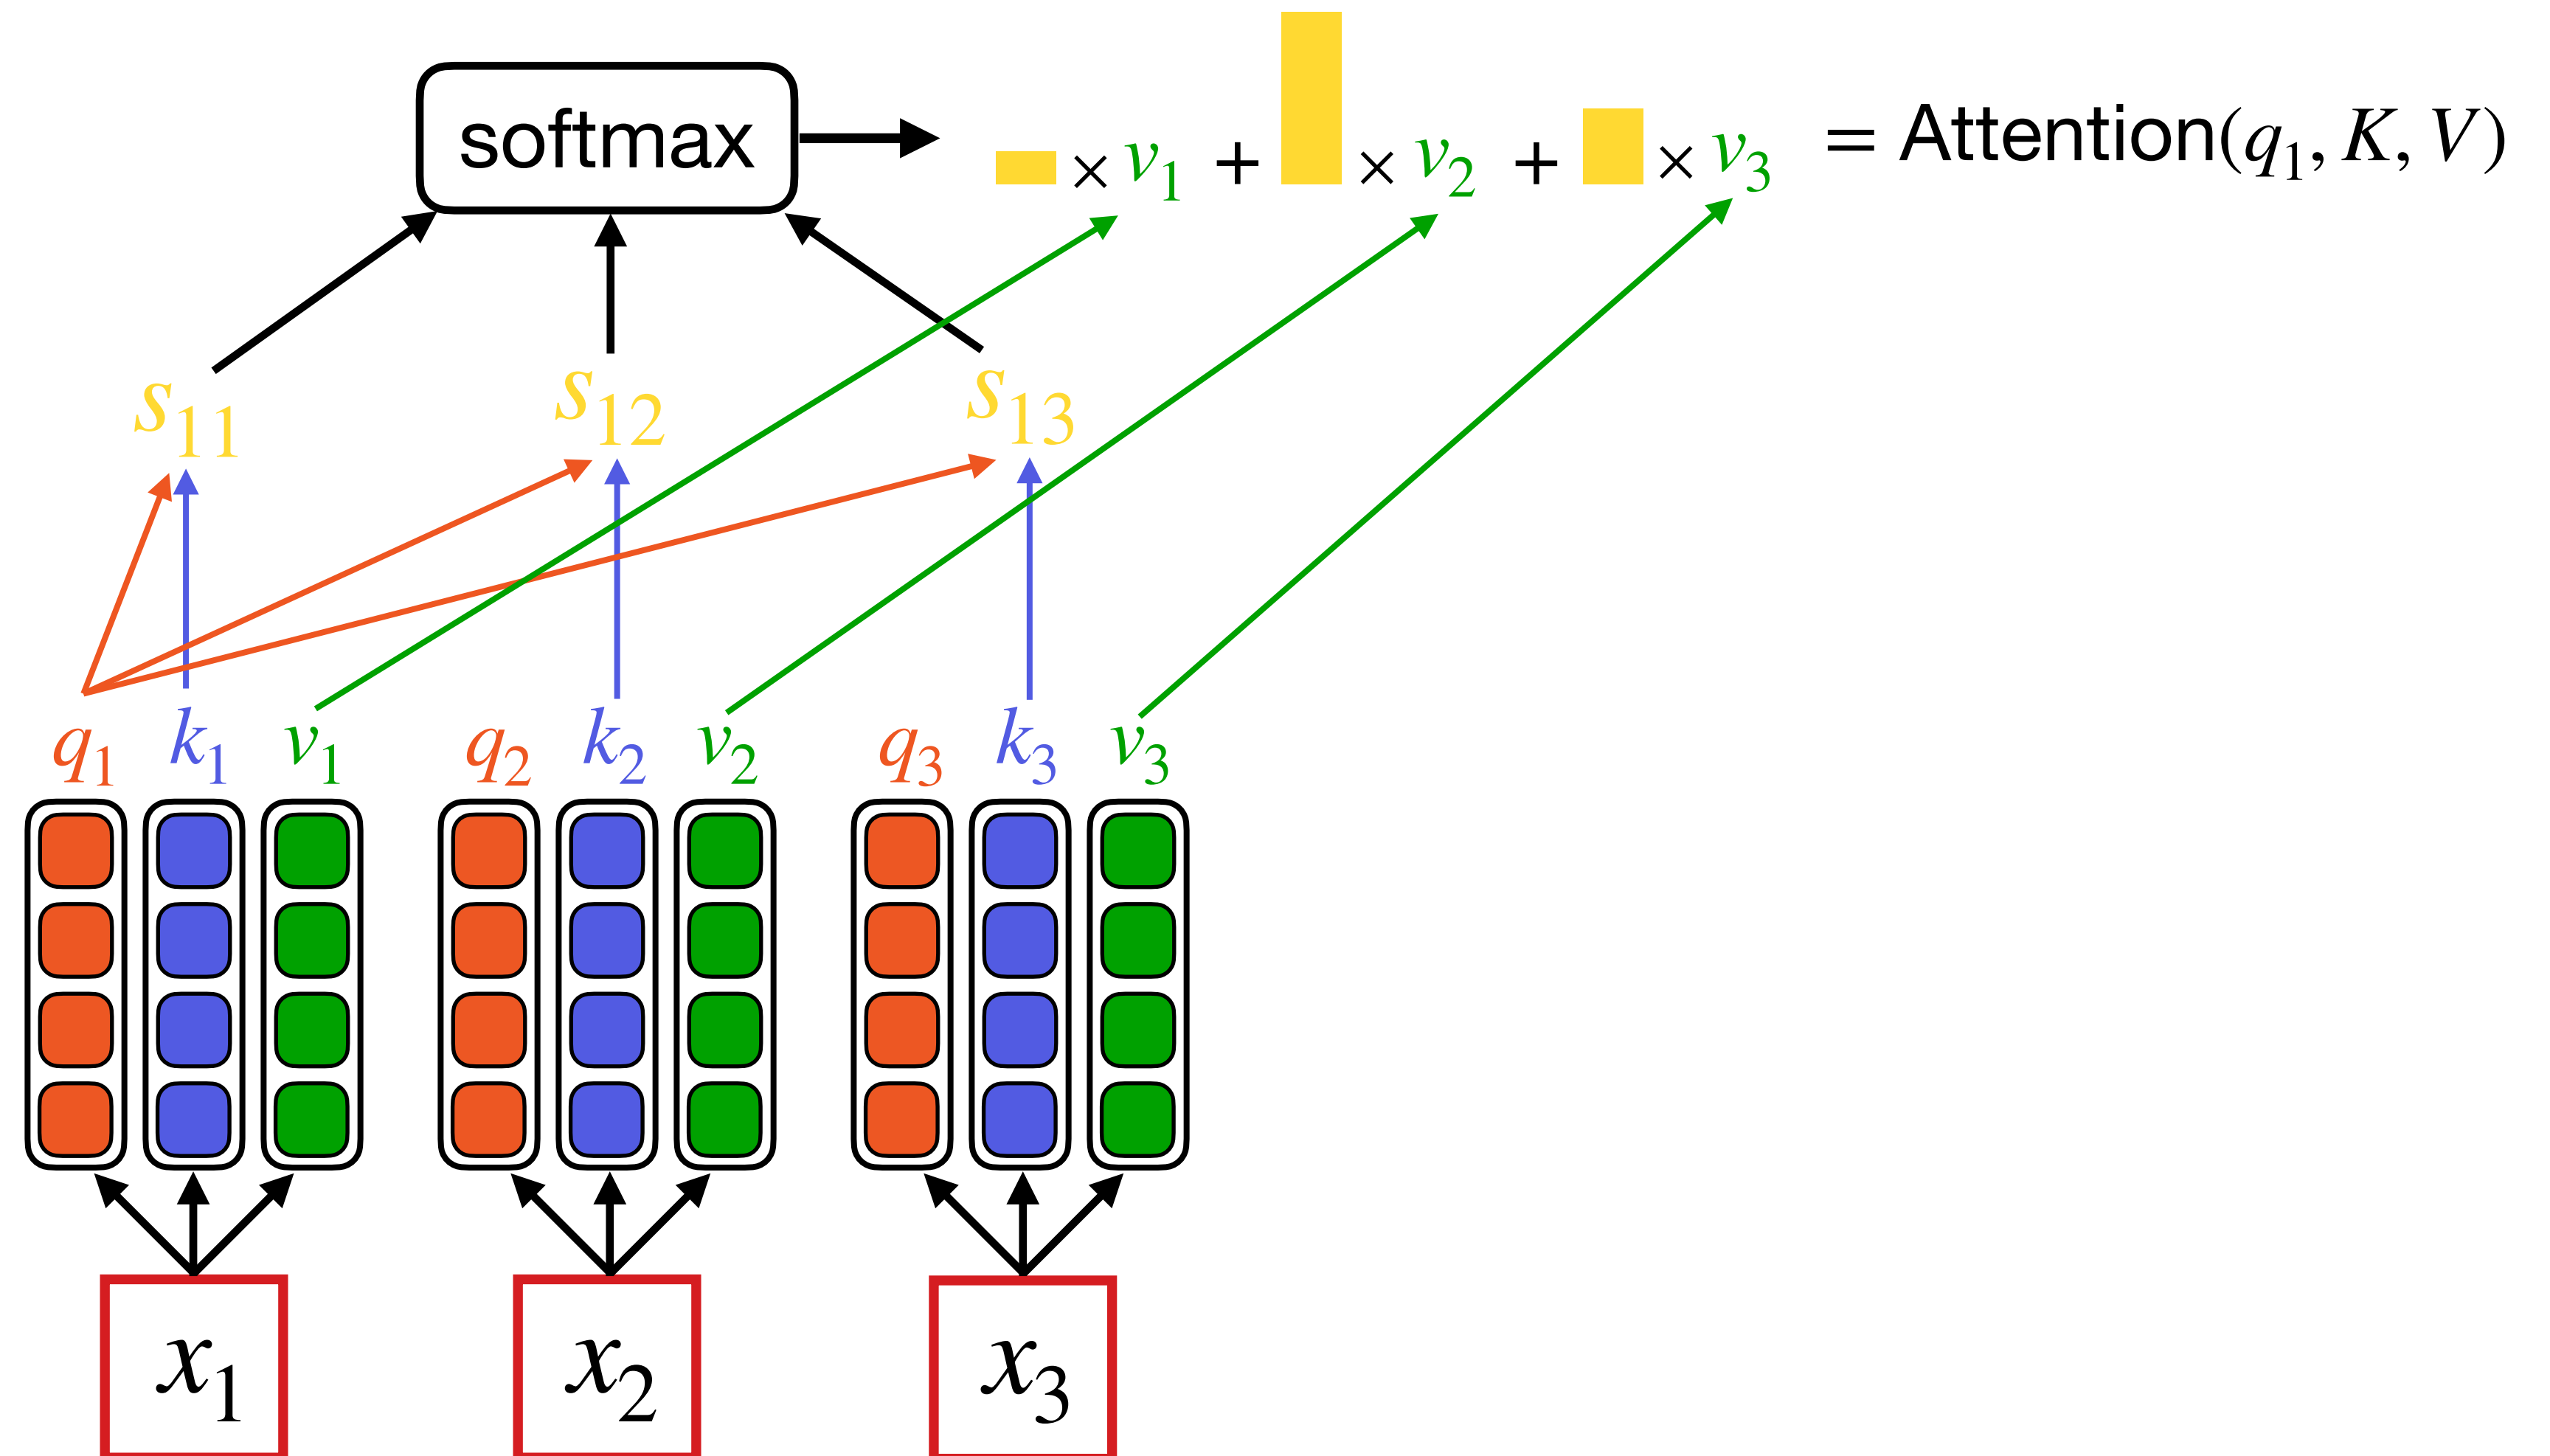 softmax × v₁ + × v₂ + × v₃ = Attention(q₁, K, V)
s₁₁ s₁₂ s₁₃
q₁ k₁ v₁ q₂ k₂ v₂ q₃ k₃ v₃
x₁ x₂ x₃